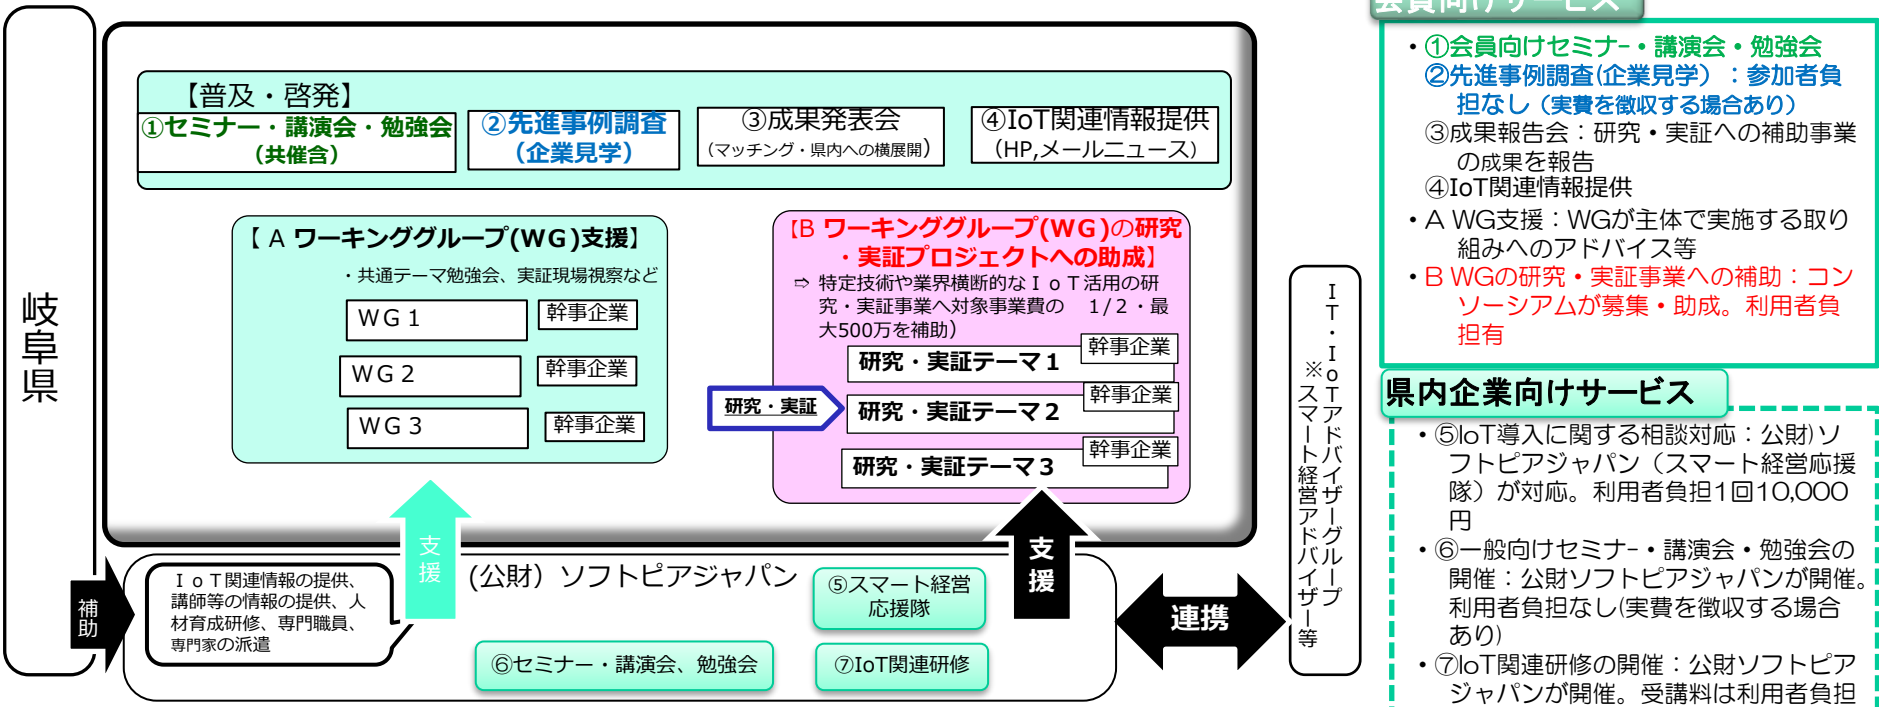 岐阜県
補助
【普及・啓発】
①セミナー・講演会・勉強会
（共催含）
②先進事例調査
（企業見学）
③成果発表会
（マッチング・県内への横展開）
④IoT関連情報提供
（HP,メールニュース）
【 A ワーキンググループ(WG)支援】
・共通テーマ勉強会、実証現場視察など
WG1
幹事企業
WG2
幹事企業
WG3
幹事企業
【B ワーキンググループ(WG)の研究
・実証プロジェクトへの助成】
⇨ 特定技術や業界横断的なIoT活用の研
究・実証事業へ対象事業費の　1/2・最
大500万を補助）
研究・実証テーマ1
幹事企業
研究・実証
研究・実証テーマ2
幹事企業
研究・実証テーマ3
幹事企業
支援
支援
IoT関連情報の提供、
講師等の情報の提供、人
材育成研修、専門職員、
専門家の派遣
(公財）ソフトピアジャパン
⑤スマート経営
応援隊
⑥セミナー・講演会、勉強会
⑦IoT関連研修
連携
IT・IoTアドバイザーグループ
※スマート経営アドバイザー等
会員向けサービス
・①会員向けセミナ-・講演会・勉強会
②先進事例調査(企業見学）：参加者負
担なし（実費を徴収する場合あり）
③成果報告会：研究・実証への補助事業
の成果を報告
④IoT関連情報提供
・A WG支援：WGが主体で実施する取り
組みへのアドバイス等
・B WGの研究・実証事業への補助：コン
ソーシアムが募集・助成。利用者負
担有
県内企業向けサービス
・⑤IoT導入に関する相談対応：公財)ソ
フトピアジャパン（スマート経営応援
隊）が対応。利用者負担1回10,000
円
・⑥一般向けセミナ-・講演会・勉強会の
開催：公財ソフトピアジャパンが開催。
利用者負担なし(実費を徴収する場合
あり)
・⑦IoT関連研修の開催：公財ソフトピア
ジャパンが開催。受講料は利用者負担